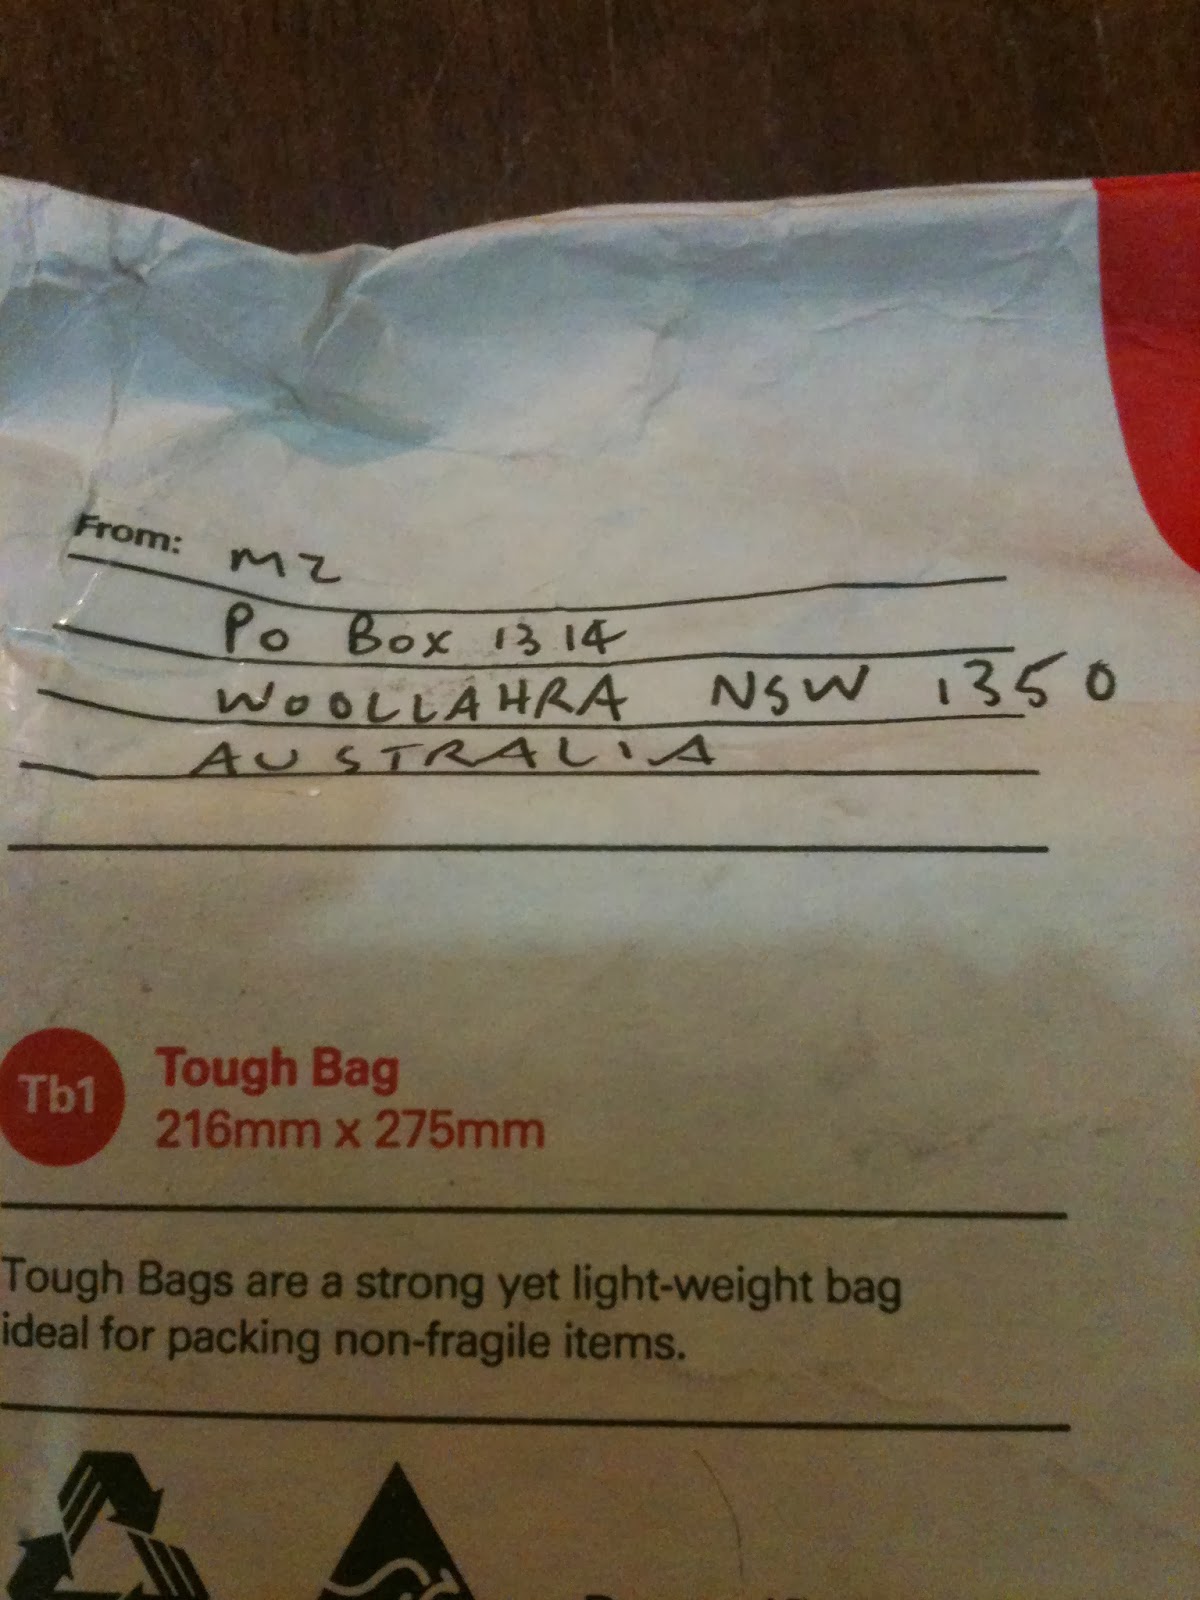 From: MZ
PO BOX 1314
WOOLLAHRA NSW 1350
AUSTRALIA
Tb1
Tough Bag
216mm x 275mm
Tough Bags are a strong yet light-weight bag
ideal for packing non-fragile items.